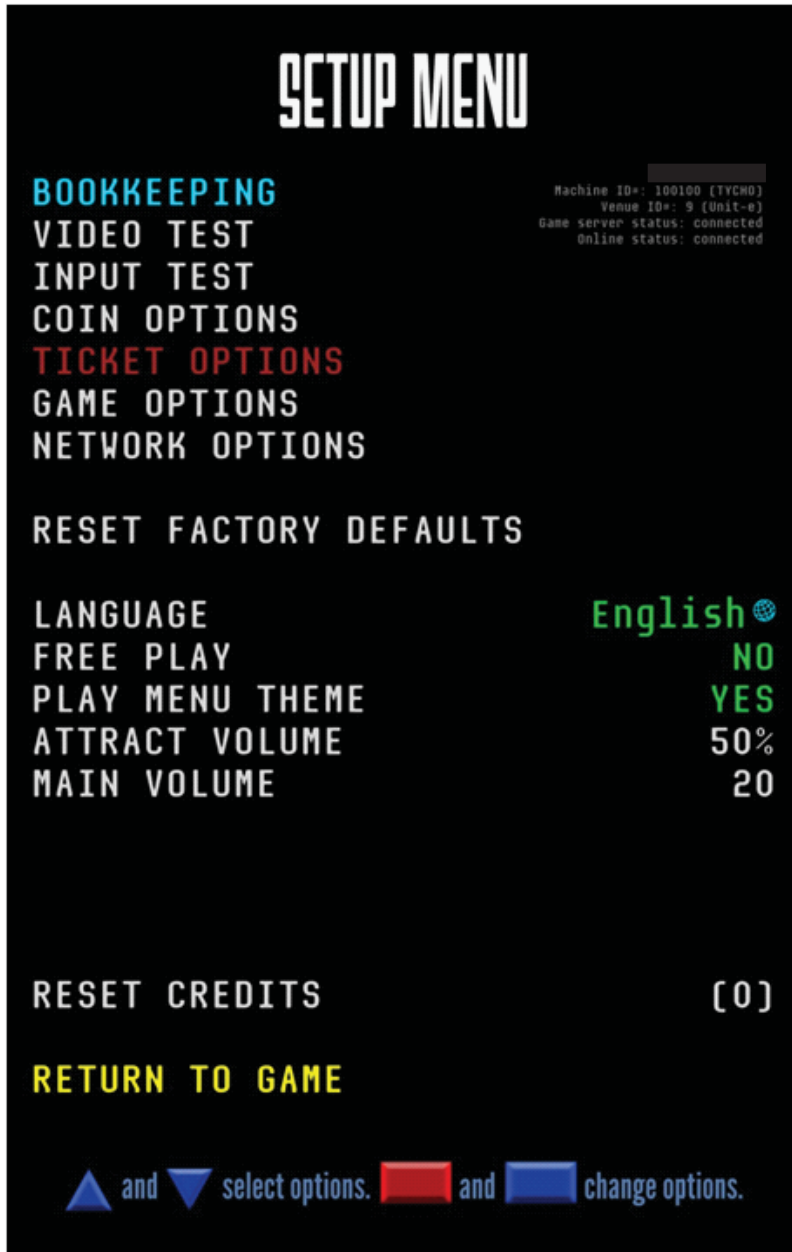 SETUP MENU
Machine ID#: 100100 (TYCHO)
Venue ID#: 9 (Unit-e)
Game server status: connected
Online status: connected
BOOKKEEPING
VIDEO TEST
INPUT TEST
COIN OPTIONS
TICKET OPTIONS
GAME OPTIONS
NETWORK OPTIONS
RESET FACTORY DEFAULTS
LANGUAGE English
FREE PLAY NO
PLAY MENU THEME YES
ATTRACT VOLUME 50%
MAIN VOLUME 20
RESET CREDITS (0)
RETURN TO GAME
and select options. and change options.